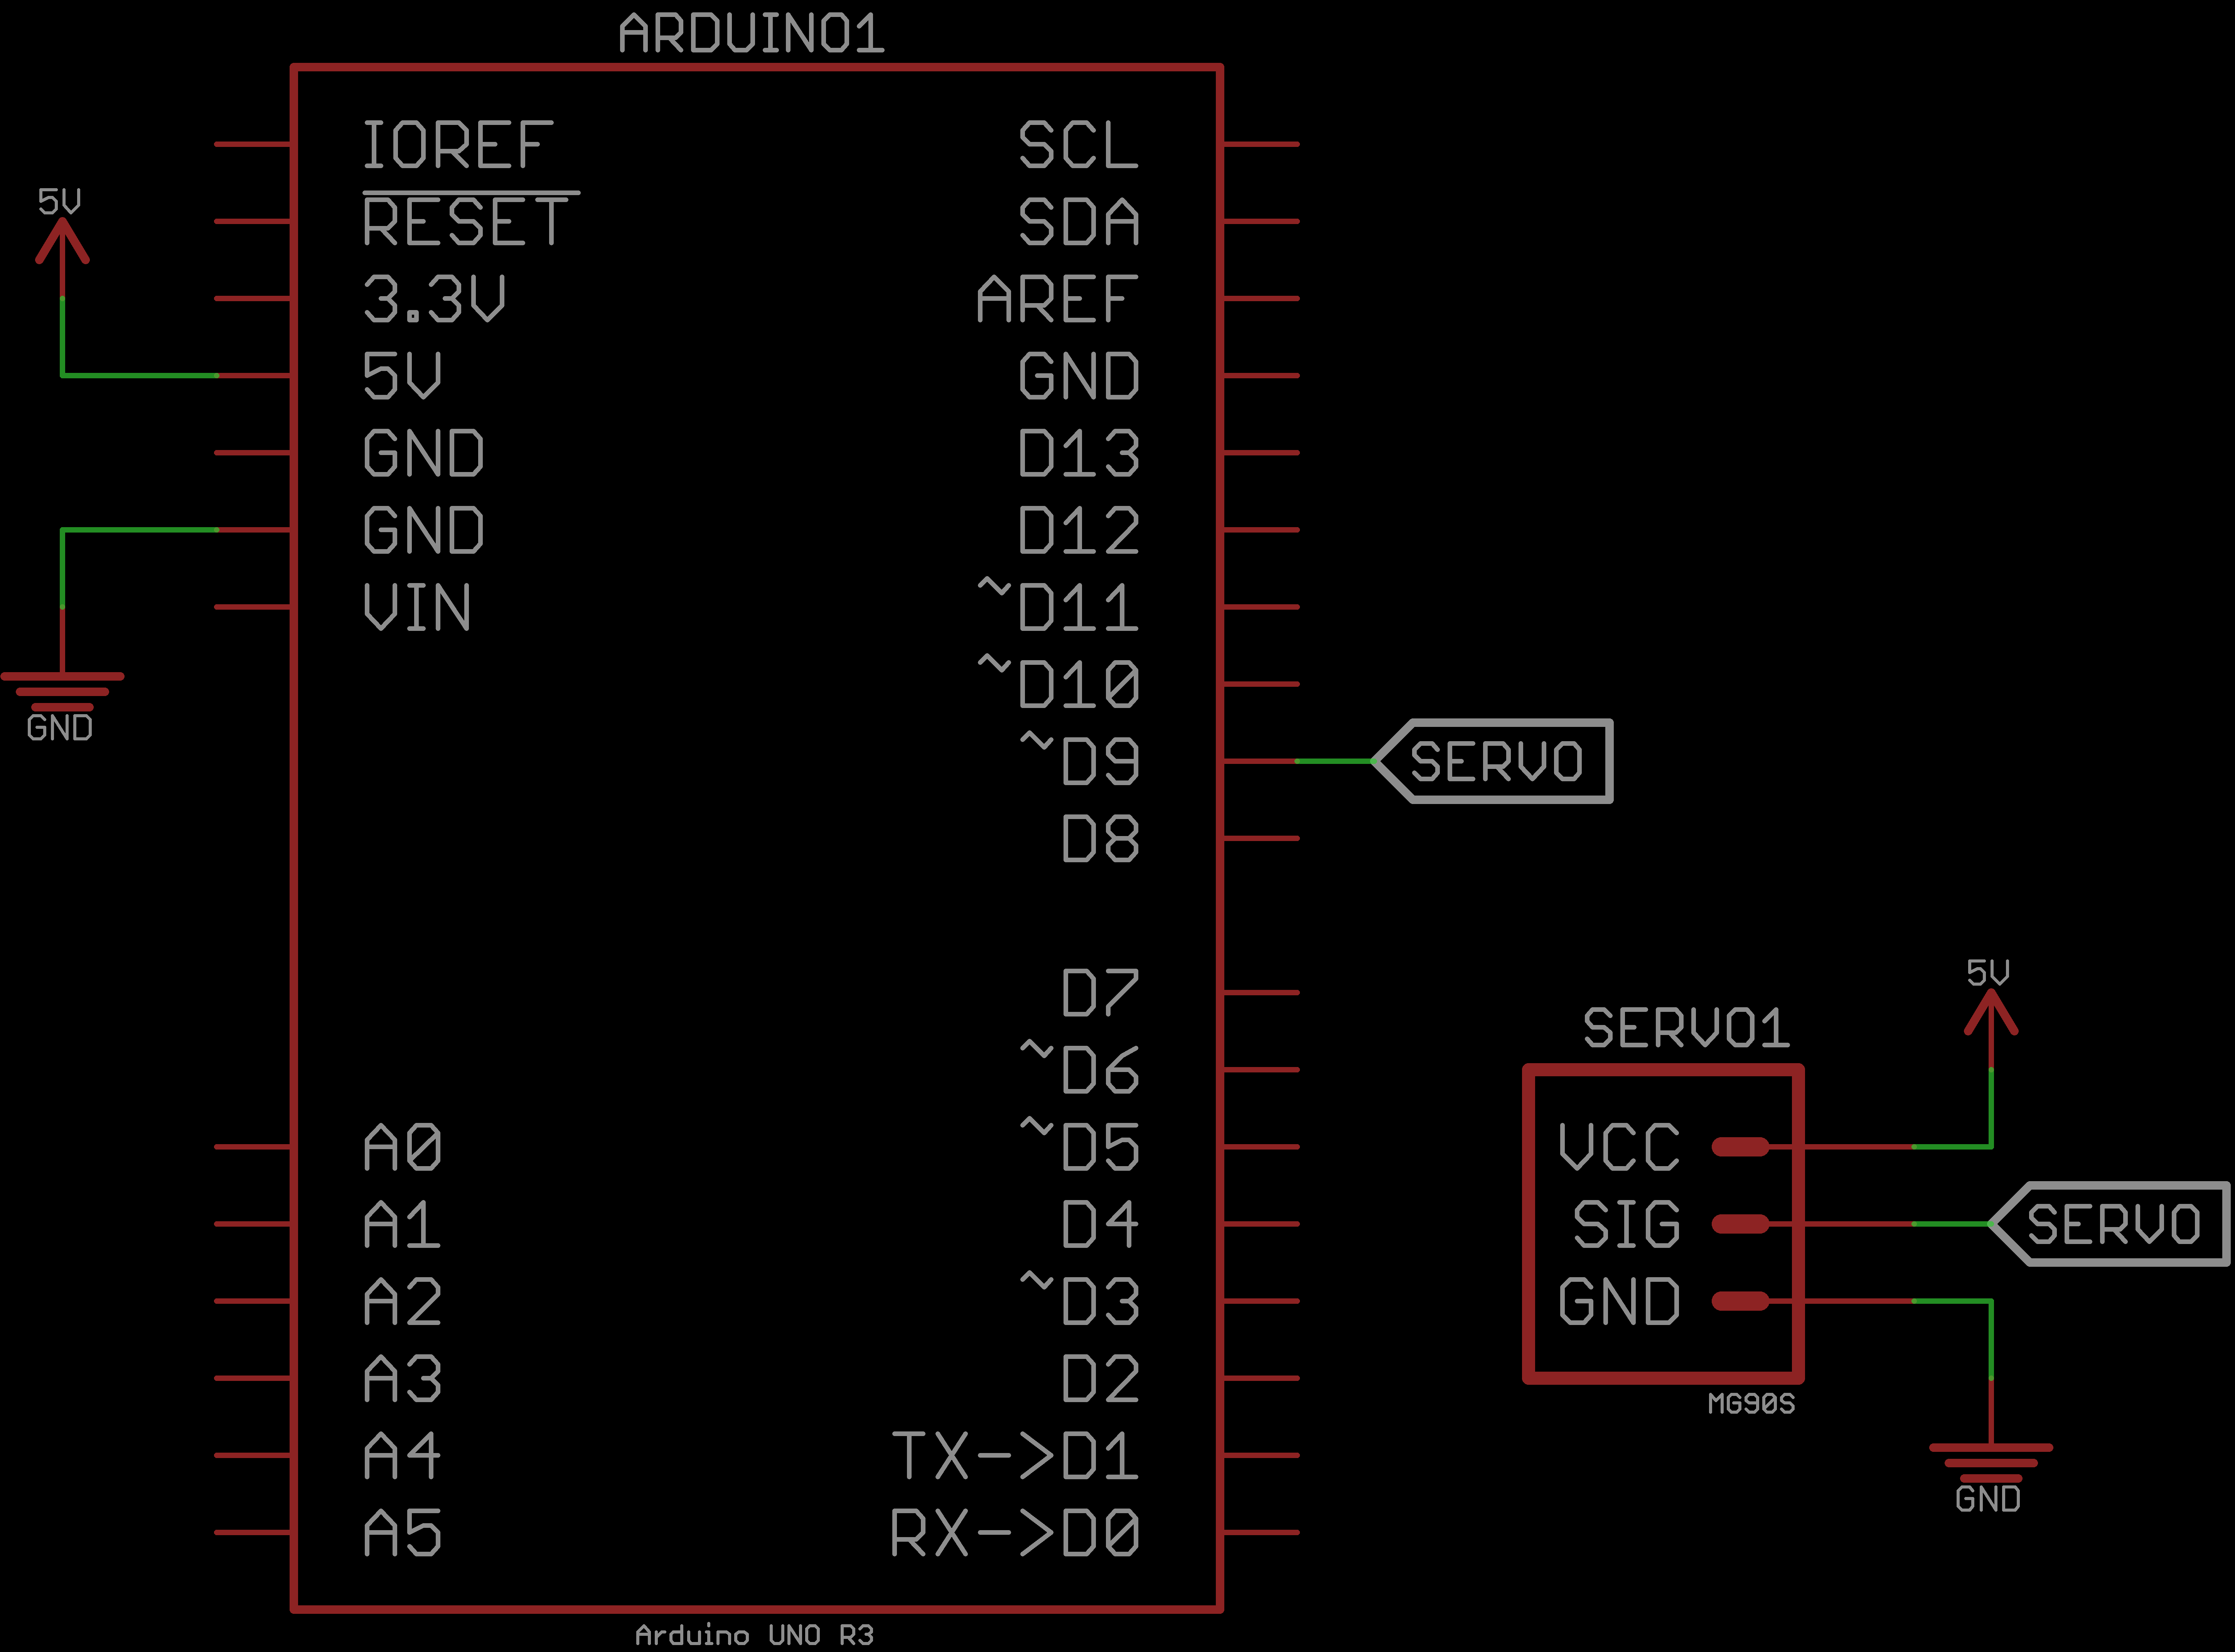 ARDUINO1
IOREF
RESET
3.3V
5V
GND
GND
VIN
A0
A1
A2
A3
A4
A5
SCL
SDA
AREF
GND
D13
D12
~D11
~D10
~D9
D8
D7
~D6
~D5
D4
~D3
D2
TX->D1
RX->D0
Arduino UNO R3
5V
GND
SERVO
SERVO1
VCC
SIG
GND
MG90S
5V
SERVO
GND